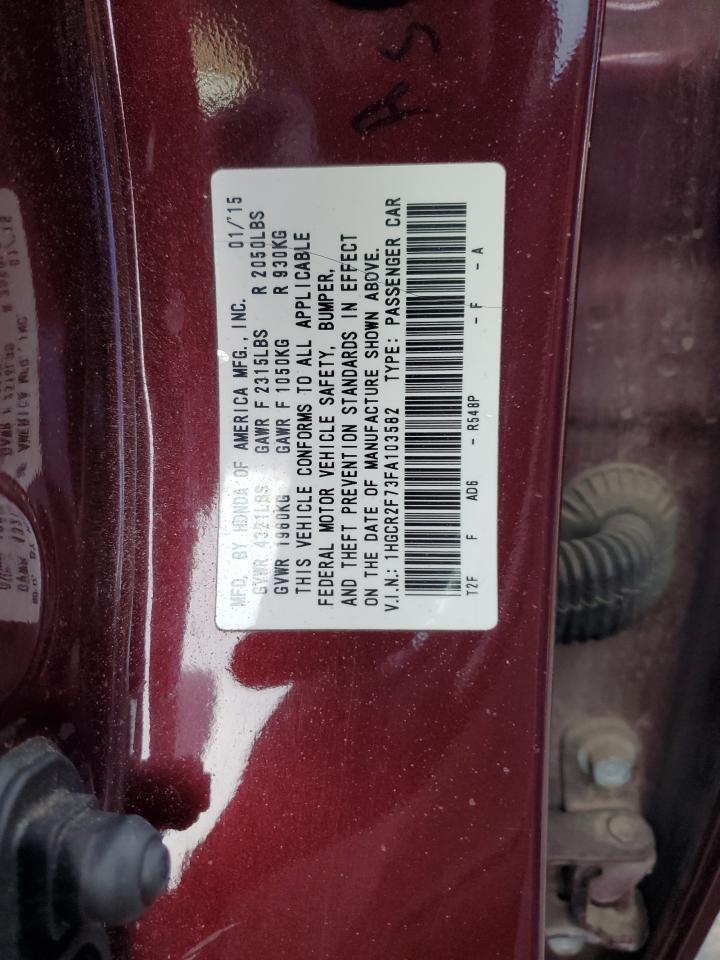 MFD. BY HONDA OF AMERICA MFG., INC. 01/'15
GVWR 4321LBS GAWR F 2315LBS R 2050LBS
GVWR 1960KG GAWR F 1050KG R 930KG
THIS VEHICLE CONFORMS TO ALL APPLICABLE
FEDERAL MOTOR VEHICLE SAFETY, BUMPER,
AND THEFT PREVENTION STANDARDS IN EFFECT
ON THE DATE OF MANUFACTURE SHOWN ABOVE.
V.I.N.: 1HGCR2F73FA103582 TYPE: PASSENGER CAR
T2F F AD6 - R548P - F - A